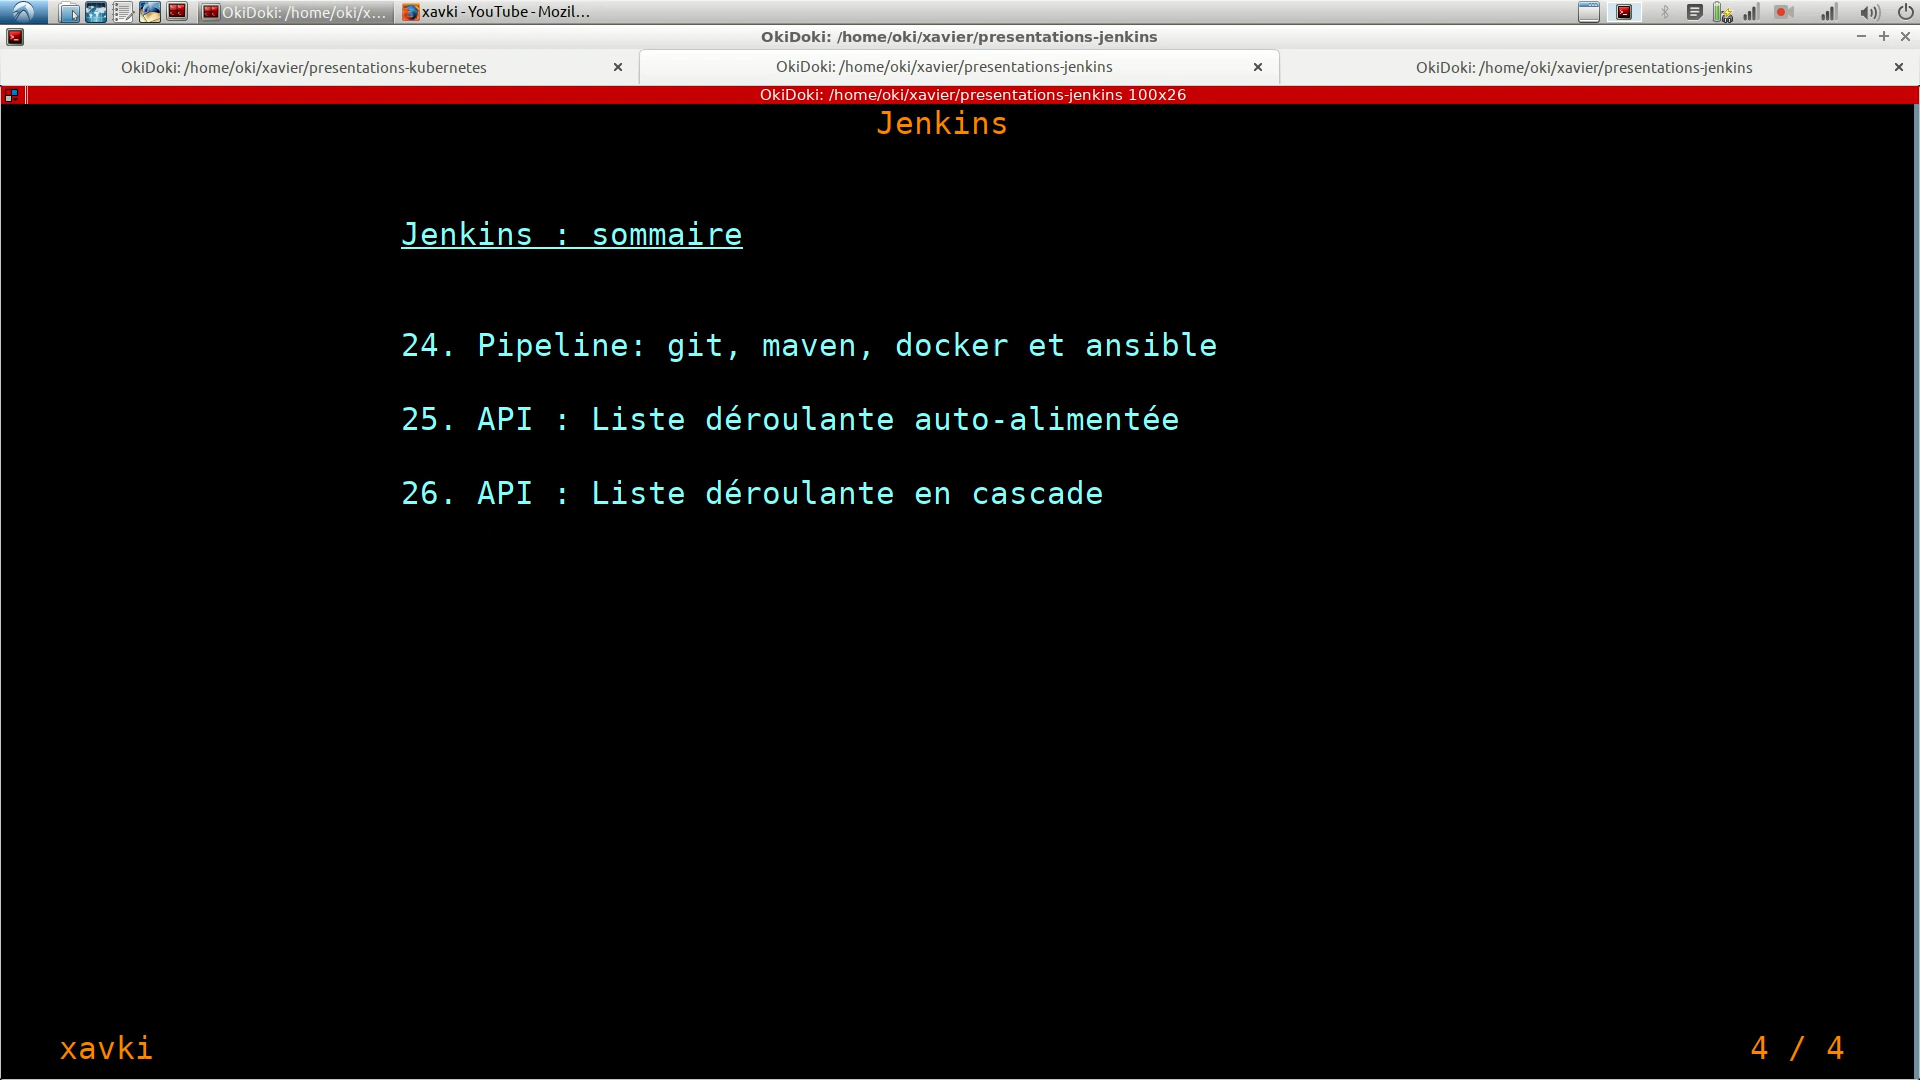 OkiDoki: /home/oki/x...
xavki - YouTube - Mozil...
OkiDoki: /home/oki/xavier/presentations-jenkins
OkiDoki: /home/oki/xavier/presentations-kubernetes
OkiDoki: /home/oki/xavier/presentations-jenkins
OkiDoki: /home/oki/xavier/presentations-jenkins
OkiDoki: /home/oki/xavier/presentations-jenkins 100x26
Jenkins
Jenkins : sommaire
24. Pipeline: git, maven, docker et ansible
25. API : Liste déroulante auto-alimentée
26. API : Liste déroulante en cascade
xavki
4 / 4